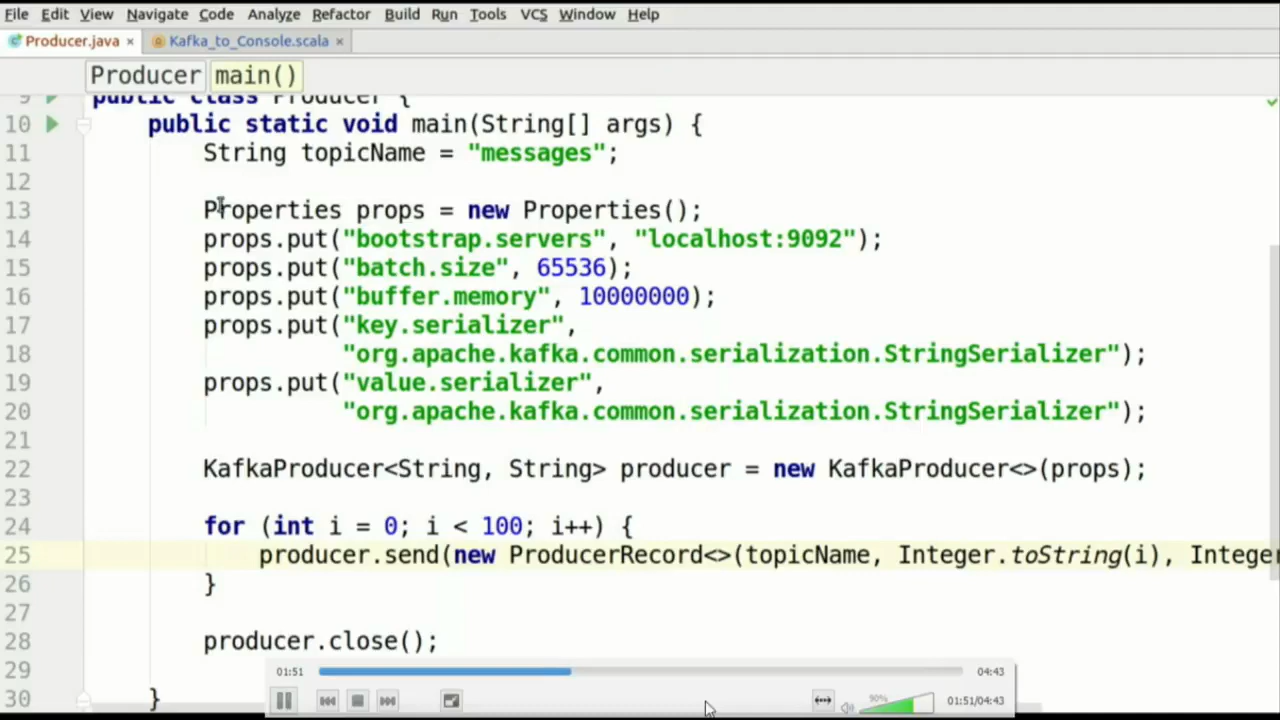 File Edit View Navigate Code Analyze Refactor Build Run Tools VCS Window Help
Producer.java × Kafka_to_Console.scala ×
Producer main()
9 public class Producer {
10 public static void main(String[] args) {
11 String topicName = "messages";
12
13 Properties props = new Properties();
14 props.put("bootstrap.servers", "localhost:9092");
15 props.put("batch.size", 65536);
16 props.put("buffer.memory", 10000000);
17 props.put("key.serializer",
18 "org.apache.kafka.common.serialization.StringSerializer");
19 props.put("value.serializer",
20 "org.apache.kafka.common.serialization.StringSerializer");
21
22 KafkaProducer<String, String> producer = new KafkaProducer<>(props);
23
24 for (int i = 0; i < 100; i++) {
25 producer.send(new ProducerRecord<>(topicName, Integer.toString(i), Integer
26 }
27
28 producer.close();
29
30 }
01:51 04:43
90% 01:51/04:43